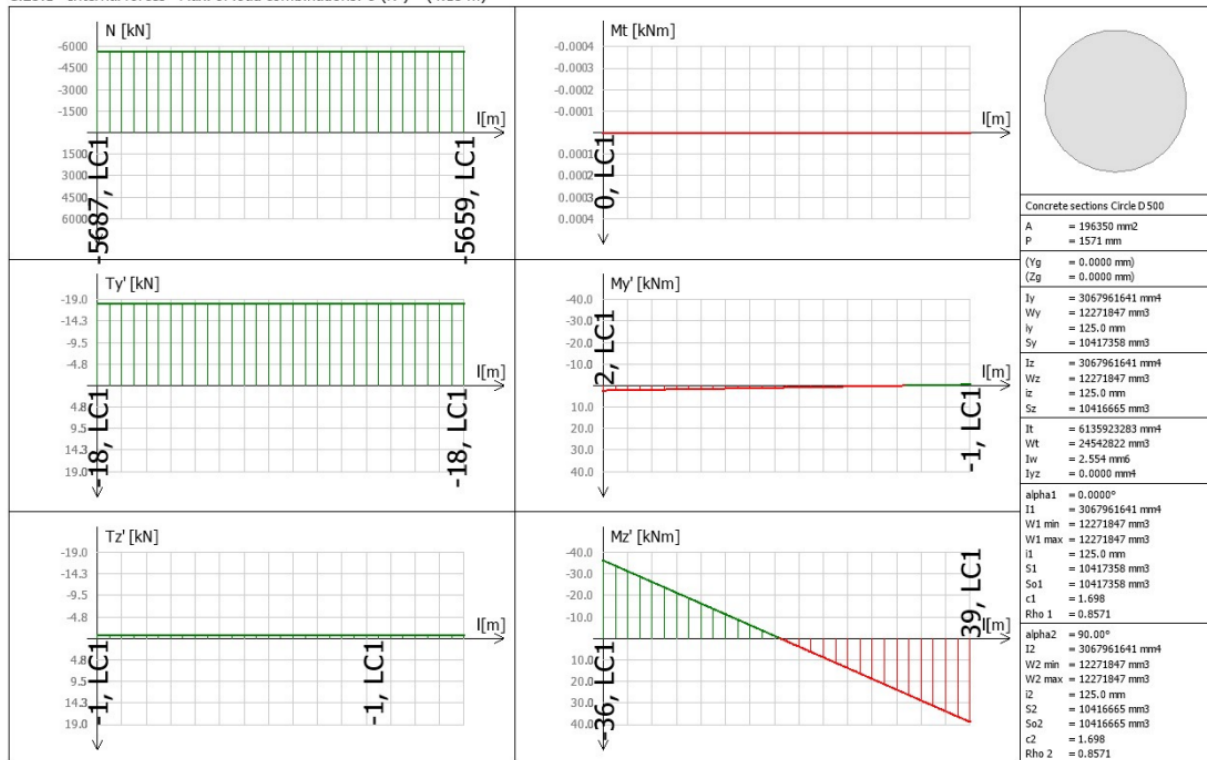 Internal forces of load combinations:
N [kN]
-6000
-4500
-3000
-1500
l[m]
1500
3000
4500
6000
-5687, LC1
-5659, LC1
Mt [kNm]
-0.0004
-0.0003
-0.0002
-0.0001
l[m]
0.0001
0.0002
0.0003
0.0004
0, LC1
Ty' [kN]
-19.0
-14.3
-9.5
-4.8
l[m]
4.8
9.5
14.3
19.0
-18, LC1
-18, LC1
My' [kNm]
-40.0
-30.0
-20.0
-10.0
l[m]
10.0
20.0
30.0
40.0
2, LC1
-1, LC1
Tz' [kN]
-19.0
-14.3
-9.5
-4.8
l[m]
4.8
9.5
14.3
19.0
-1, LC1
-1, LC1
Mz' [kNm]
-40.0
-30.0
-20.0
-10.0
l[m]
10.0
20.0
30.0
40.0
-36, LC1
39, LC1
Concrete sections Circle D500
A = 196350 mm2
P = 1571 mm
(Yg = 0.0000 mm)
(Zg = 0.0000 mm)
Iy = 3067961641 mm4
Wy = 12271847 mm3
iy = 125.0 mm
Sy = 10417358 mm3
Iz = 3067961641 mm4
Wz = 12271847 mm3
iz = 125.0 mm
Sz = 10416665 mm3
It = 6135923283 mm4
Wt = 24542822 mm3
Iw = 2.554 mm6
Iyz = 0.0000 mm4
alpha1 = 0.0000°
I1 = 3067961641 mm4
W1 min = 12271847 mm3
W1 max = 12271847 mm3
i1 = 125.0 mm
S1 = 10417358 mm3
So1 = 10417358 mm3
c1 = 1.698
Rho 1 = 0.8571
alpha2 = 90.00°
I2 = 3067961641 mm4
W2 min = 12271847 mm3
W2 max = 12271847 mm3
i2 = 125.0 mm
S2 = 10416665 mm3
So2 = 10416665 mm3
c2 = 1.698
Rho 2 = 0.8571